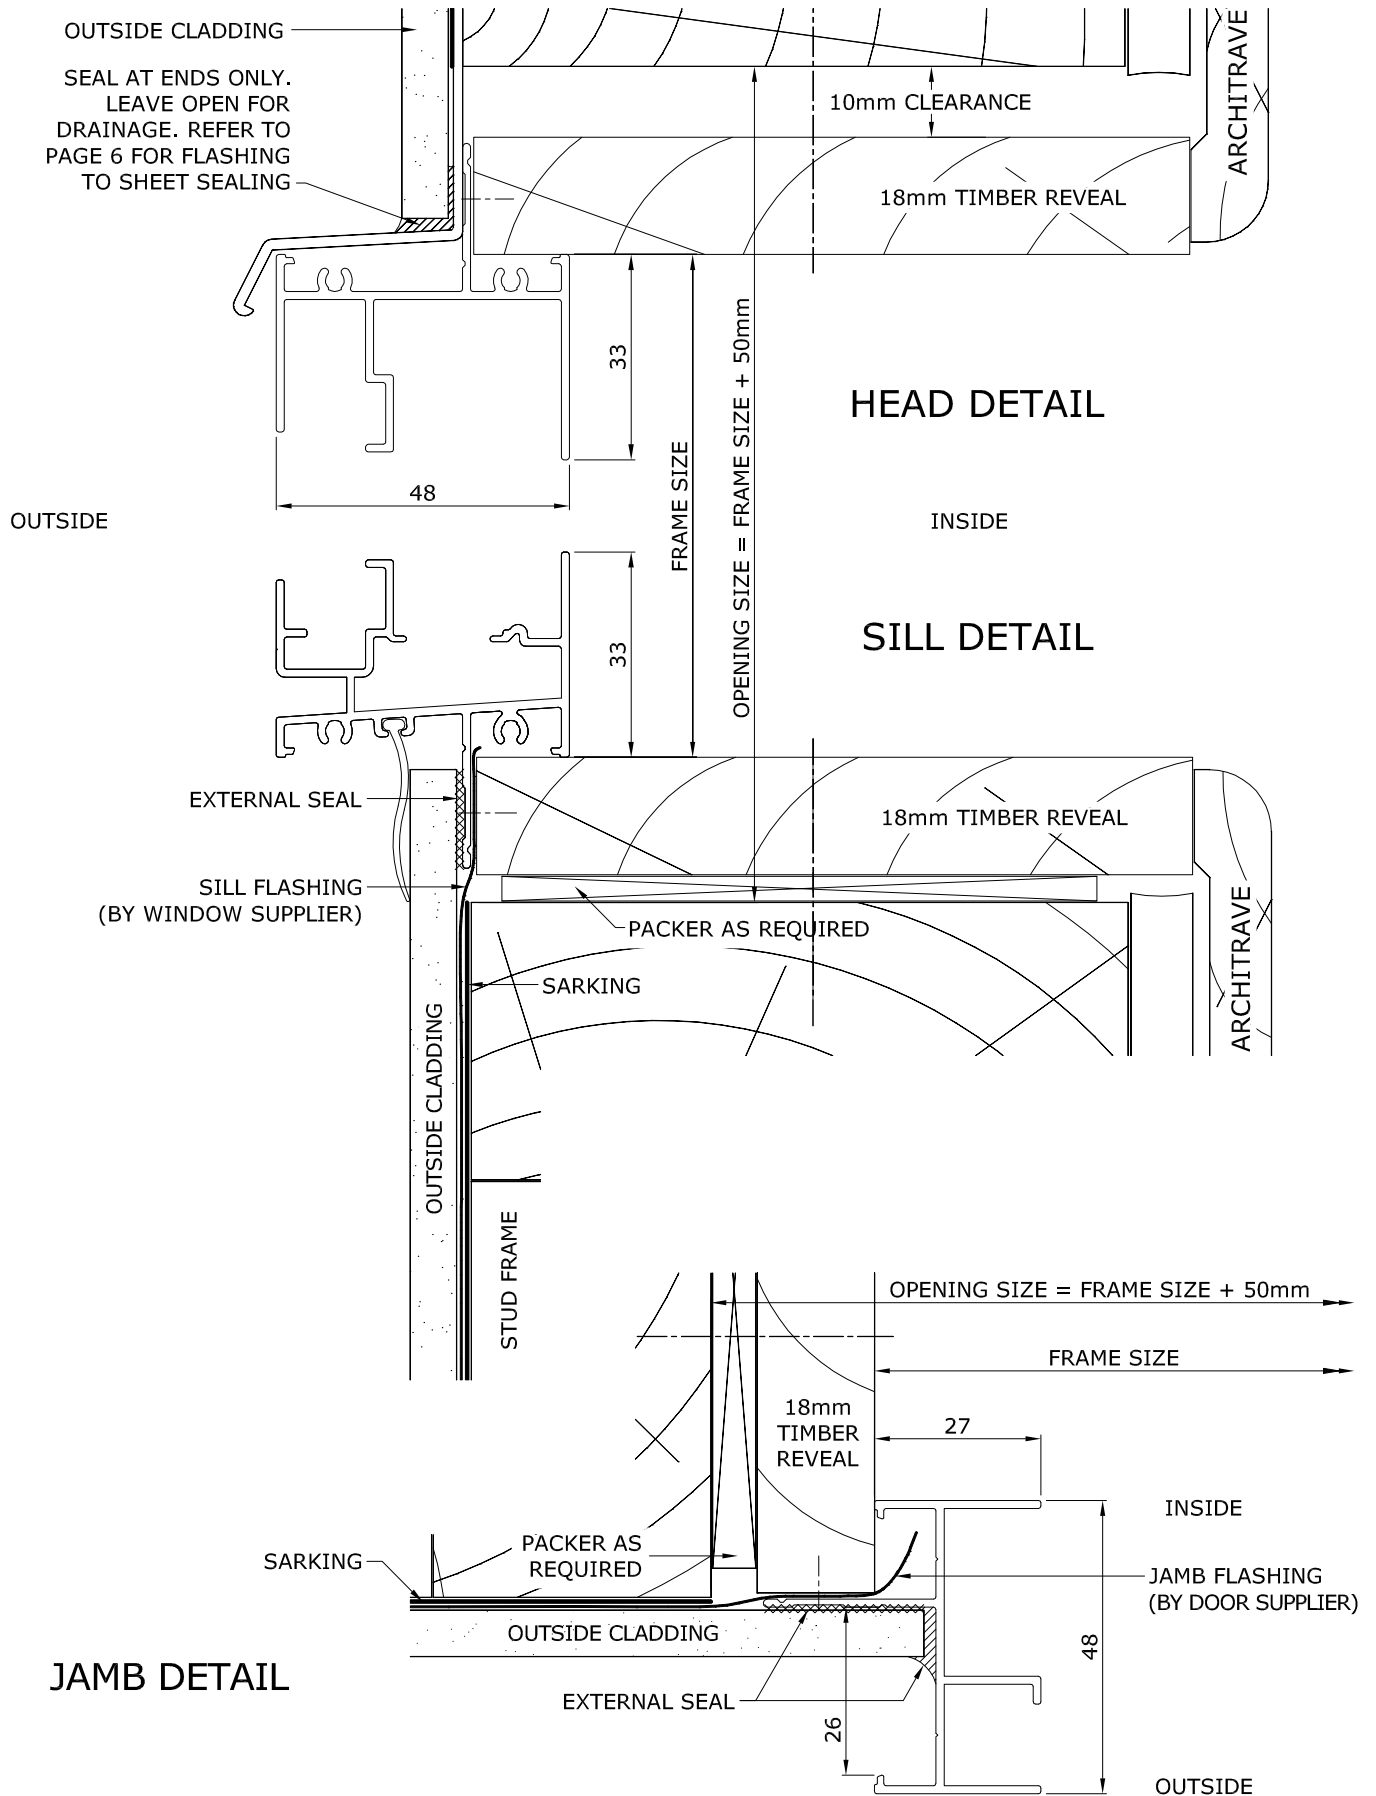 OUTSIDE CLADDING
SEAL AT ENDS ONLY.
LEAVE OPEN FOR
DRAINAGE. REFER TO
PAGE 6 FOR FLASHING
TO SHEET SEALING
10mm CLEARANCE
ARCHITRAVE
18mm TIMBER REVEAL
33
HEAD DETAIL
48
FRAME SIZE
OPENING SIZE = FRAME SIZE + 50mm
OUTSIDE
INSIDE
33
SILL DETAIL
EXTERNAL SEAL
18mm TIMBER REVEAL
SILL FLASHING
(BY WINDOW SUPPLIER)
PACKER AS REQUIRED
ARCHITRAVE
SARKING
OUTSIDE CLADDING
STUD FRAME
OPENING SIZE = FRAME SIZE + 50mm
FRAME SIZE
18mm
TIMBER
REVEAL
27
INSIDE
PACKER AS
REQUIRED
SARKING
JAMB FLASHING
(BY DOOR SUPPLIER)
OUTSIDE CLADDING
48
JAMB DETAIL
EXTERNAL SEAL
26
OUTSIDE